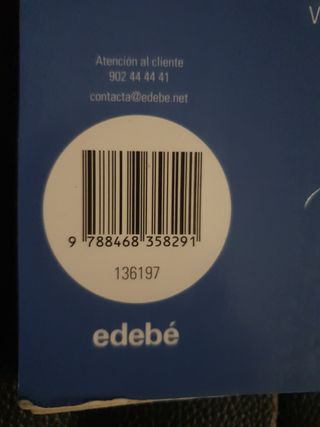 Atención al cliente
902 44 44 41
contacta@edebe.net
9 788468 358291
136197
edebé